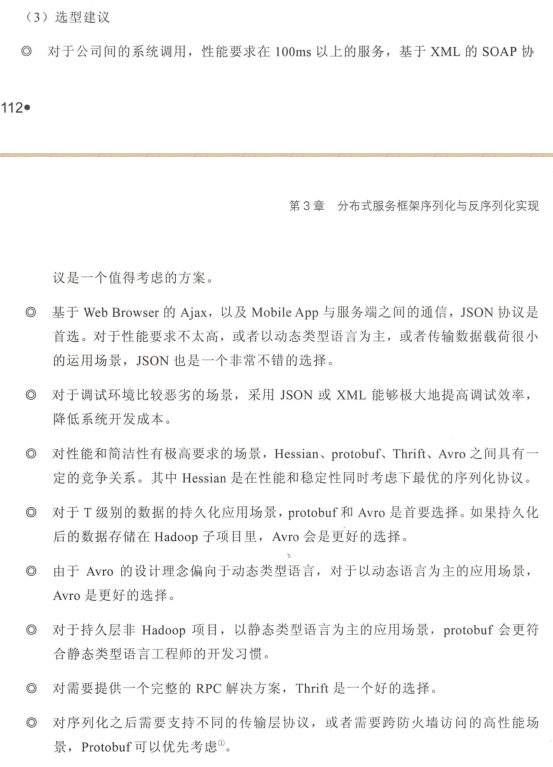 （3）选型建议
◎ 对于公司间的系统调用，性能要求在 100ms 以上的服务，基于 XML 的 SOAP 协
112●
第 3 章 分布式服务框架序列化与反序列化实现
议是一个值得考虑的方案。
◎ 基于 Web Browser 的 Ajax，以及 Mobile App 与服务端之间的通信，JSON 协议是
首选。对于性能要求不太高，或者以动态类型语言为主，或者传输数据载荷很小
的运用场景，JSON 也是一个非常不错的选择。
◎ 对于调试环境比较恶劣的场景，采用 JSON 或 XML 能够极大地提高调试效率，
降低系统开发成本。
◎ 对性能和简洁性有极高要求的场景，Hessian、protobuf、Thrift、Avro 之间具有一
定的竞争关系。其中 Hessian 是在性能和稳定性同时考虑下最优的序列化协议。
◎ 对于 T 级别的数据的持久化应用场景，protobuf 和 Avro 是首要选择。如果持久化
后的数据存储在 Hadoop 子项目里，Avro 会是更好的选择。
◎ 由于 Avro 的设计理念偏向于动态类型语言，对于以动态语言为主的应用场景，
Avro 是更好的选择。
◎ 对于持久层非 Hadoop 项目，以静态类型语言为主的应用场景，protobuf 会更符
合静态类型语言工程师的开发习惯。
◎ 对需要提供一个完整的 RPC 解决方案，Thrift 是一个好的选择。
◎ 对序列化之后需要支持不同的传输层协议，或者需要跨防火墙访问的高性能场
景，Protobuf 可以优先考虑①。